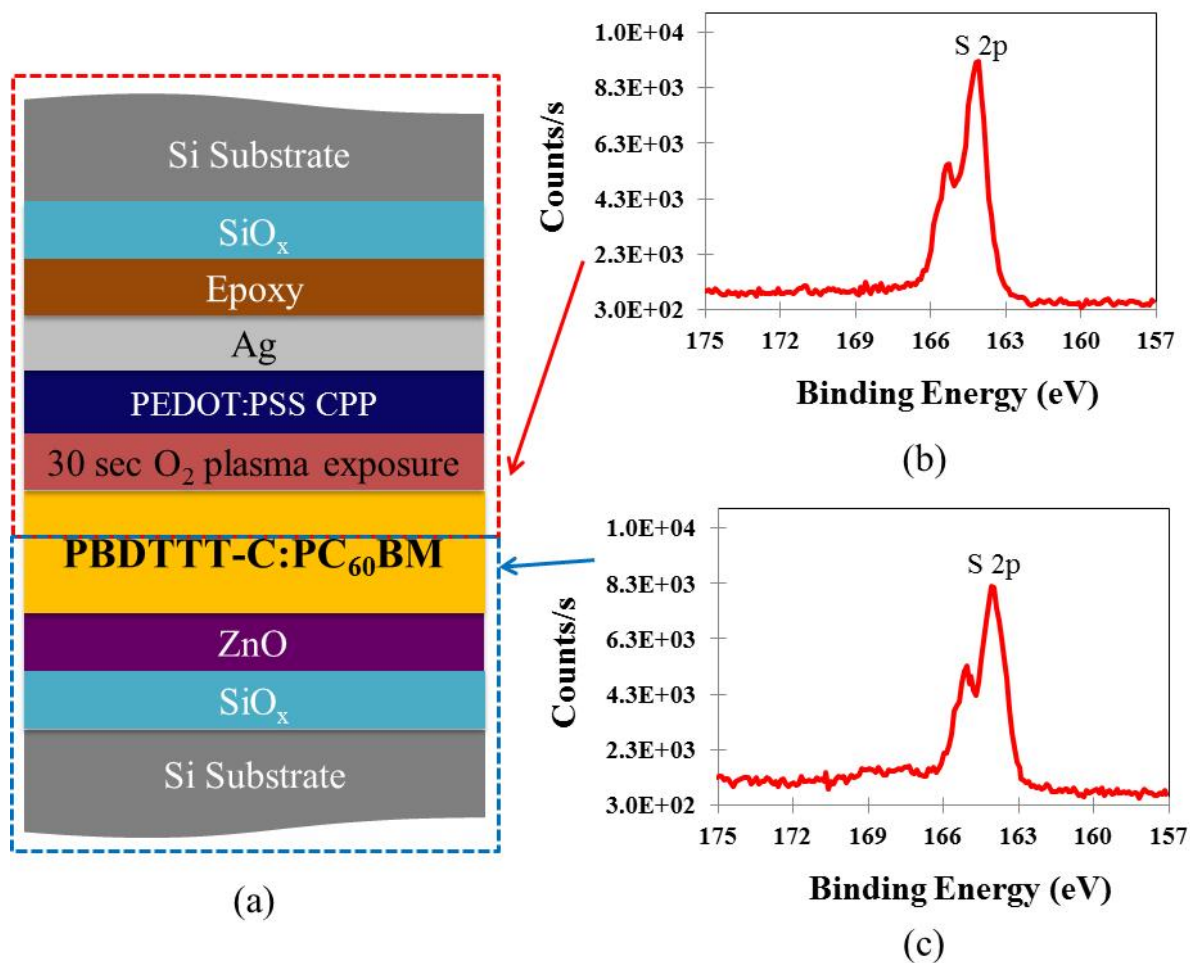 Si Substrate
SiOx
Epoxy
Ag
PEDOT:PSS CPP
30 sec O2 plasma exposure
PBDTTT-C:PC60BM
ZnO
SiOx
Si Substrate
(a)
S 2p
Counts/s
1.0E+04
8.3E+03
6.3E+03
4.3E+03
2.3E+03
3.0E+02
175 172 169 166 163 160 157
Binding Energy (eV)
(b)
S 2p
Counts/s
1.0E+04
8.3E+03
6.3E+03
4.3E+03
2.3E+03
3.0E+02
175 172 169 166 163 160 157
Binding Energy (eV)
(c)